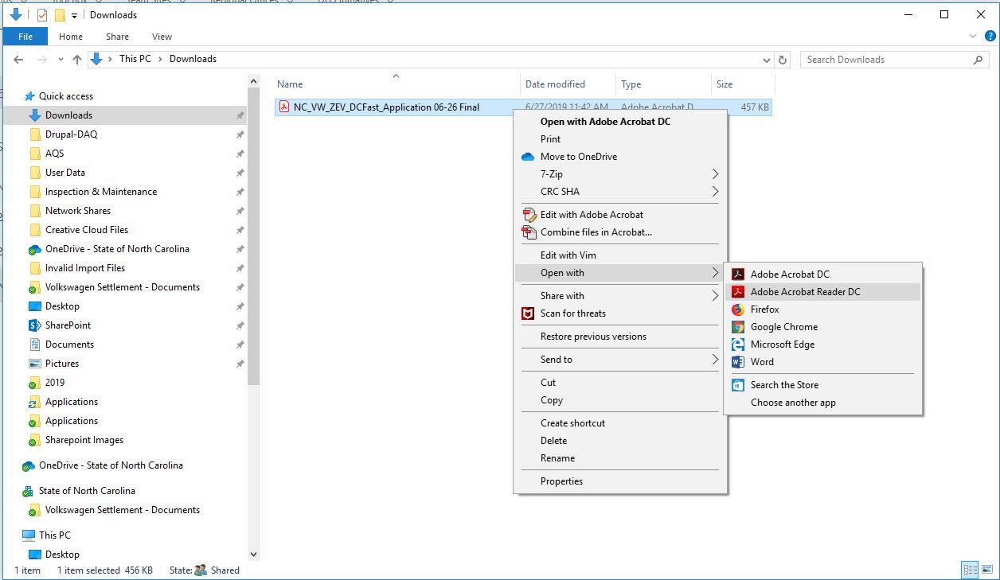 Downloads
File Home Share View
This PC Downloads
Search Downloads
Name Date modified Type Size
NC_VW_ZEV_DCFast_Application 06-26 Final 6/27/2019 11:42 AM Adobe Acrobat D... 457 KB
Quick access
Downloads
Drupal-DAQ
AQS
User Data
Inspection & Maintenance
Network Shares
Creative Cloud Files
OneDrive - State of North Carolina
Invalid Import Files
Volkswagen Settlement - Documents
Desktop
SharePoint
Documents
Pictures
2019
Applications
Applications
Sharepoint Images
OneDrive - State of North Carolina
State of North Carolina
Volkswagen Settlement - Documents
This PC
Desktop
Open with Adobe Acrobat DC
Print
Move to OneDrive
7-Zip
CRC SHA
Edit with Adobe Acrobat
Combine files in Acrobat...
Edit with Vim
Open with
Share with
Scan for threats
Restore previous versions
Send to
Cut
Copy
Create shortcut
Delete
Rename
Properties
Adobe Acrobat DC
Adobe Acrobat Reader DC
Firefox
Google Chrome
Microsoft Edge
Word
Search the Store
Choose another app
1 item 1 item selected 456 KB State: Shared